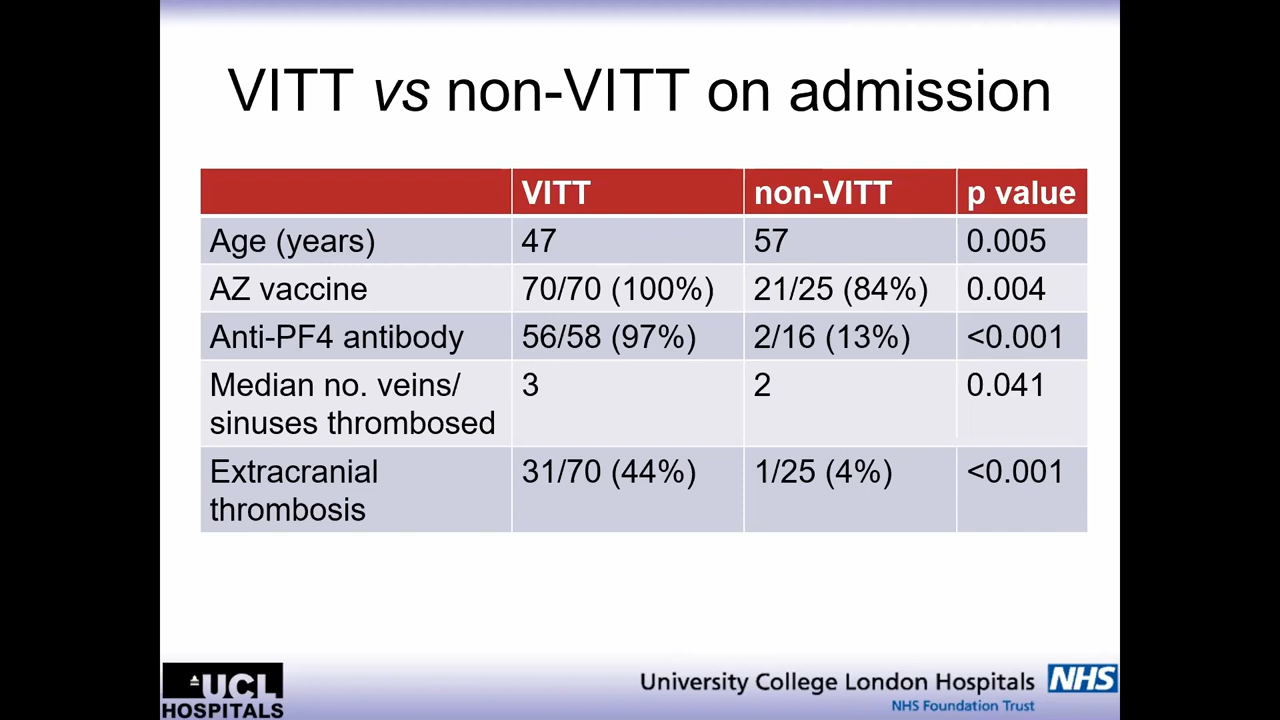 VITT vs non-VITT on admission
VITT non-VITT p value
Age (years) 47 57 0.005
AZ vaccine 70/70 (100%) 21/25 (84%) 0.004
Anti-PF4 antibody 56/58 (97%) 2/16 (13%) <0.001
Median no. veins/ 3 2 0.041
sinuses thrombosed
Extracranial 31/70 (44%) 1/25 (4%) <0.001
thrombosis
UCL
HOSPITALS
University College London Hospitals NHS
NHS Foundation Trust